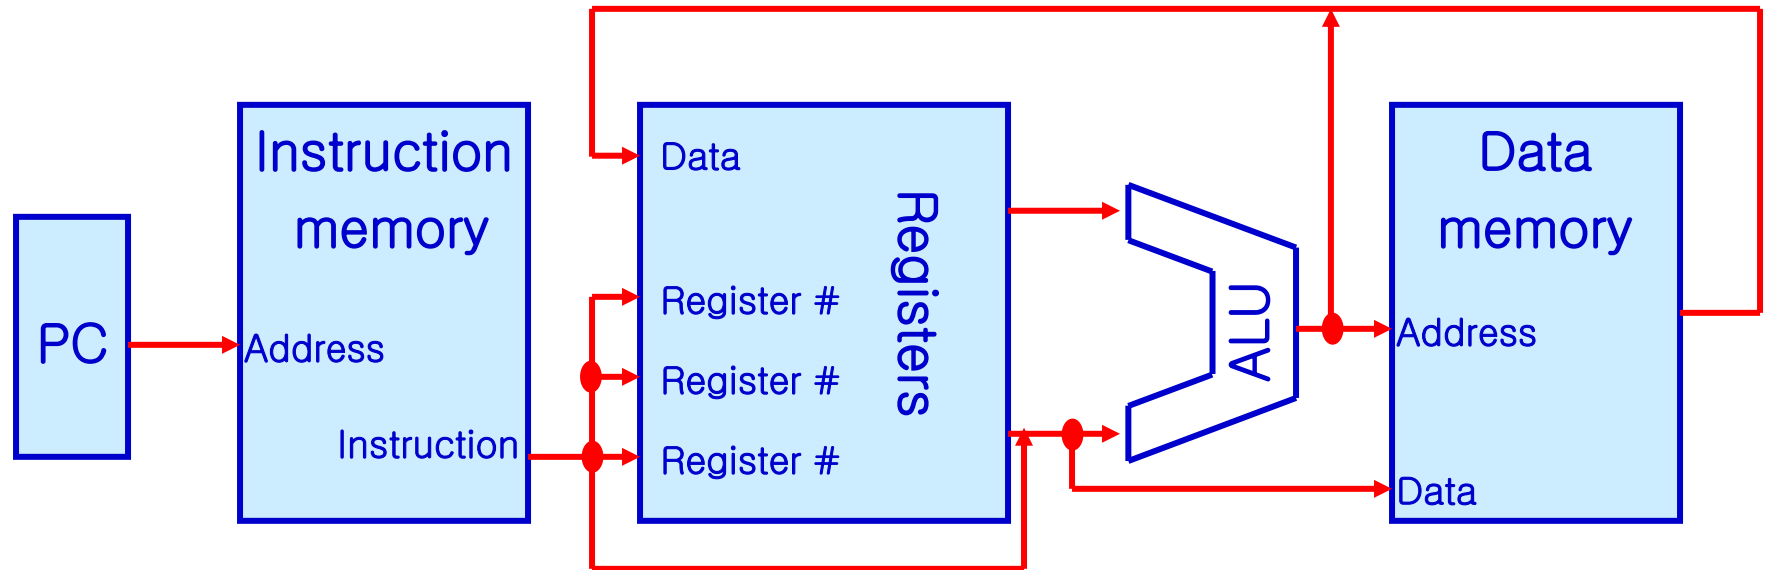 PC
Instruction
memory
Address
Instruction
Data
Register #
Register #
Register #
Registers
ALU
Data
memory
Address
Data